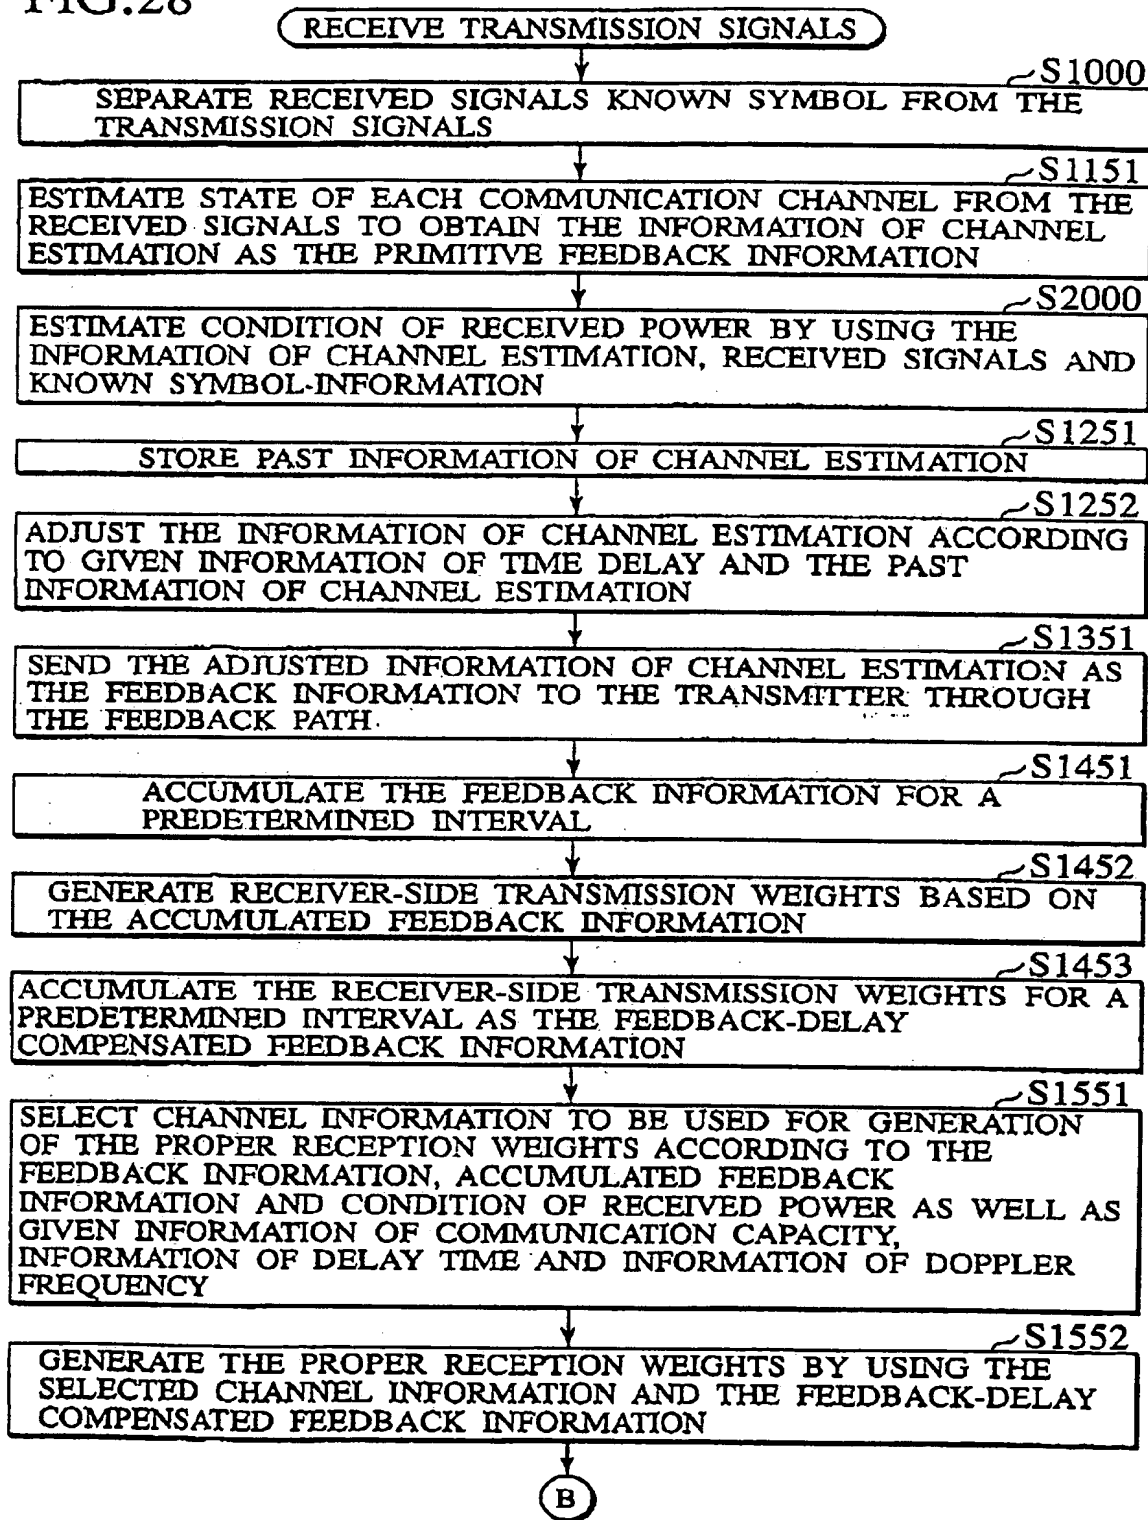 FIG.28
RECEIVE TRANSMISSION SIGNALS
S1000
SEPARATE RECEIVED SIGNALS KNOWN SYMBOL FROM THE
TRANSMISSION SIGNALS
S1151
ESTIMATE STATE OF EACH COMMUNICATION CHANNEL FROM THE
RECEIVED SIGNALS TO OBTAIN THE INFORMATION OF CHANNEL
ESTIMATION AS THE PRIMITIVE FEEDBACK INFORMATION
S2000
ESTIMATE CONDITION OF RECEIVED POWER BY USING THE
INFORMATION OF CHANNEL ESTIMATION, RECEIVED SIGNALS AND
KNOWN SYMBOL-INFORMATION
S1251
STORE PAST INFORMATION OF CHANNEL ESTIMATION
S1252
ADJUST THE INFORMATION OF CHANNEL ESTIMATION ACCORDING
TO GIVEN INFORMATION OF TIME DELAY AND THE PAST
INFORMATION OF CHANNEL ESTIMATION
S1351
SEND THE ADJUSTED INFORMATION OF CHANNEL ESTIMATION AS
THE FEEDBACK INFORMATION TO THE TRANSMITTER THROUGH
THE FEEDBACK PATH
S1451
ACCUMULATE THE FEEDBACK INFORMATION FOR A
PREDETERMINED INTERVAL
S1452
GENERATE RECEIVER-SIDE TRANSMISSION WEIGHTS BASED ON
THE ACCUMULATED FEEDBACK INFORMATION
S1453
ACCUMULATE THE RECEIVER-SIDE TRANSMISSION WEIGHTS FOR A
PREDETERMINED INTERVAL AS THE FEEDBACK-DELAY
COMPENSATED FEEDBACK INFORMATION
S1551
SELECT CHANNEL INFORMATION TO BE USED FOR GENERATION
OF THE PROPER RECEPTION WEIGHTS ACCORDING TO THE
FEEDBACK INFORMATION, ACCUMULATED FEEDBACK
INFORMATION AND CONDITION OF RECEIVED POWER AS WELL AS
GIVEN INFORMATION OF COMMUNICATION CAPACITY,
INFORMATION OF DELAY TIME AND INFORMATION OF DOPPLER
FREQUENCY
S1552
GENERATE THE PROPER RECEPTION WEIGHTS BY USING THE
SELECTED CHANNEL INFORMATION AND THE FEEDBACK-DELAY
COMPENSATED FEEDBACK INFORMATION
B